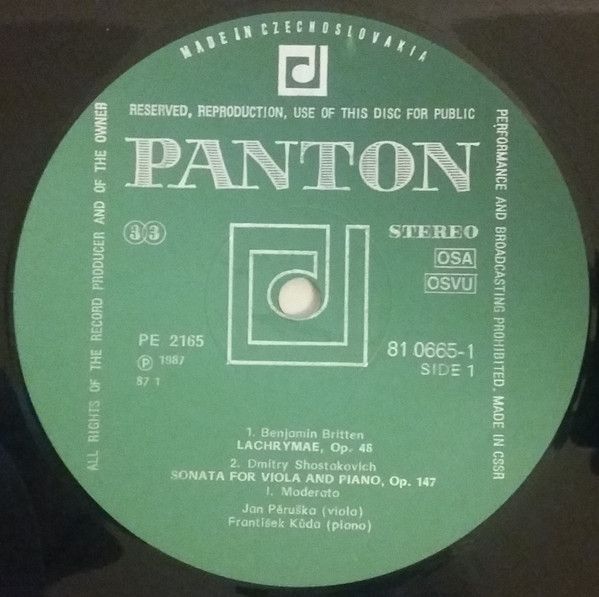 MADE IN CZECHOSLOVAKIA
RESERVED, REPRODUCTION, USE OF THIS DISC FOR PUBLIC
PERFORMANCE AND BROADCASTING PROHIBITED. MADE IN CSSR
ALL RIGHTS OF THE RECORD PRODUCER AND OF THE OWNER
PANTON
33
STEREO
OSA
OSVU
PE 2165
Ⓟ 1987
87 1
81 0665-1
SIDE 1
1. Benjamin Britten
LACHRYMAE, Op. 48
2. Dmitry Shostakovich
SONATA FOR VIOLA AND PIANO, Op. 147
I. Moderato
Jan Pěruška (viola)
František Kůda (piano)